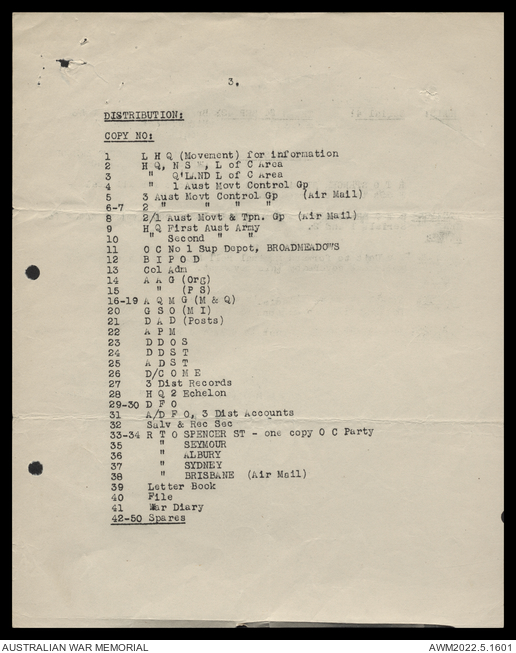 3.
DISTRIBUTION:
COPY NO:
1 L H Q (Movement) for information
2 H Q, N S W, L of C Area
3 " Q'LAND L of C Area
4 " 1 Aust Movt Control Gp
5 3 Aust Movt Control Gp (Air Mail)
6-7 2 " " " "
8 2/1 Aust Movt & Tpn. Gp (Air Mail)
9 H Q First Aust Army
10 " Second " "
11 O C No 1 Sup Depot, BROADMEADOWS
12 B I P O D
13 Col Adm
14 A A G (Org)
15 " (P S)
16-19 A Q M G (M & Q)
20 G S O (M I)
21 D A D (Posts)
22 A P M
23 D D O S
24 D D S T
25 A D S T
26 D/C O M E
27 3 Dist Records
28 H Q 2 Echelon
29-30 D F O
31 A/D F O, 3 Dist Accounts
32 Salv & Rec Sec
33-34 R T O SPENCER ST - one copy O C Party
35 " SEYMOUR
36 " ALBURY
37 " SYDNEY
38 " BRISBANE (Air Mail)
39 Letter Book
40 File
41 War Diary
42-50 Spares
AUSTRALIAN WAR MEMORIAL
AWM2022.5.1601